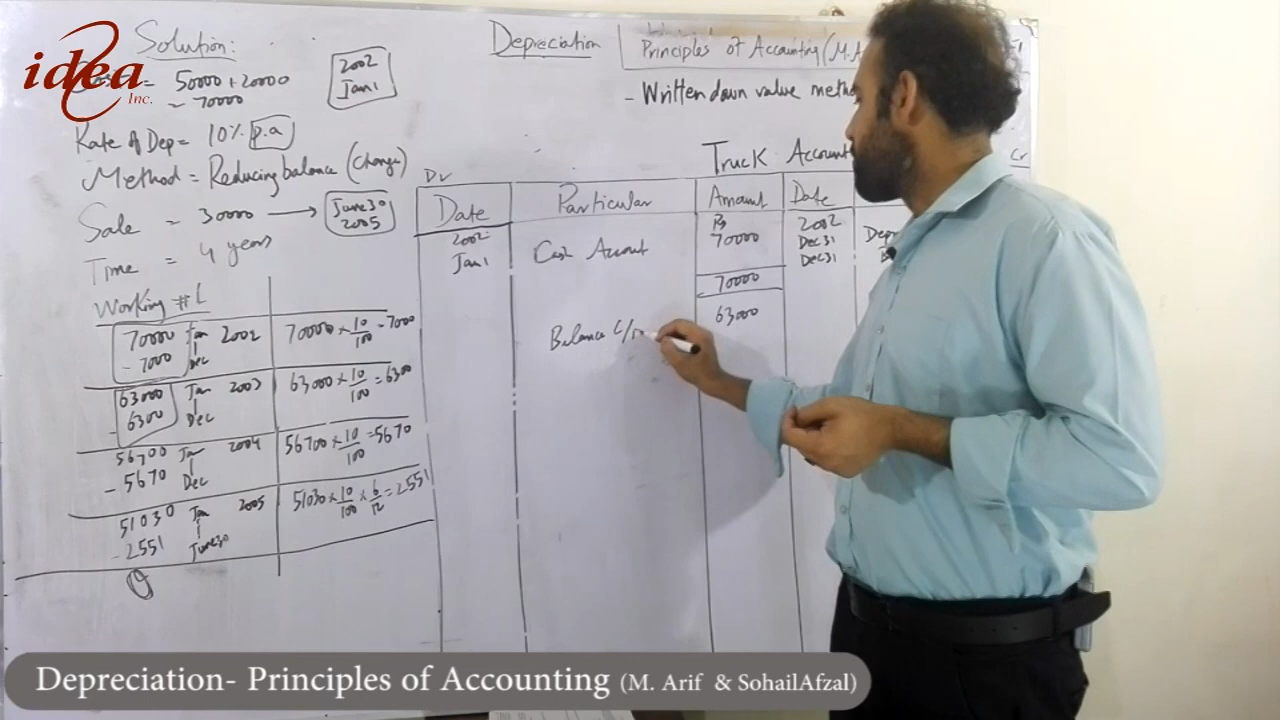 idea
Inc.
Solution:
= 50000 + 20000
= 70000
2002
Jan 1
Rate of Dep = 10% p.a
Method = Reducing balance (Change)
Sale = 30000 → June 30
2005
Time = 4 years
Working #1
70000 Jan 2002 70000 × 10/100 = 7000
- 7000 Dec
63000 Jan 2003 63000 × 10/100 = 6300
- 6300 Dec
56700 Jan 2004 56700 × 10/100 = 5670
- 5670 Dec
51030 Jan 2005 51030 × 10/100 × 6/12 = 2551
- 2551 June 30
Depreciation
Principles of Accounting (M.A
- Written down value
Truck Account
Dr Cr
Date Particular Amount Date
2002 Rs 2002
Jan 1 Cash Account 70000 Dec 31
Dec 31
70000
Balance 63000
Depreciation- Principles of Accounting (M. Arif & SohailAfzal)